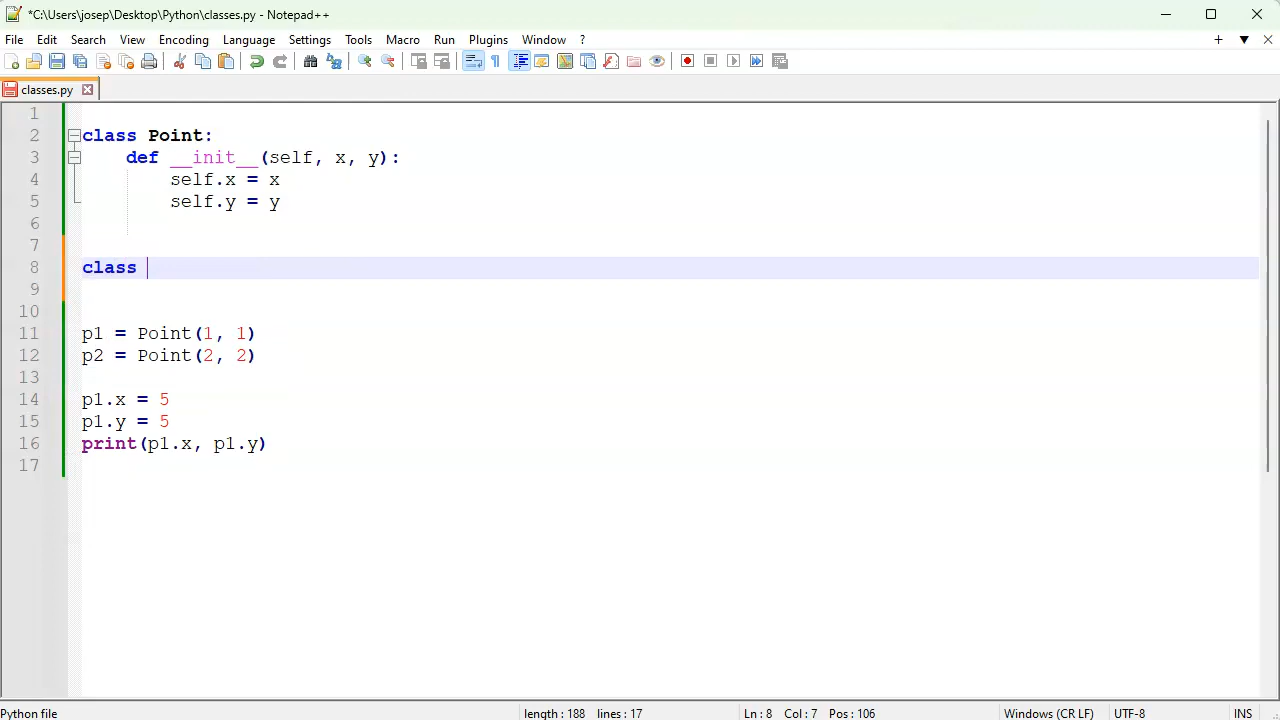 *C:\Users\josep\Desktop\Python\classes.py - Notepad++
File Edit Search View Encoding Language Settings Tools Macro Run Plugins Window ?
classes.py
1
2 class Point:
3 def __init__(self, x, y):
4 self.x = x
5 self.y = y
6
7
8 class
9
10
11 p1 = Point(1, 1)
12 p2 = Point(2, 2)
13
14 p1.x = 5
15 p1.y = 5
16 print(p1.x, p1.y)
17
Python file length : 188 lines : 17 Ln : 8 Col : 7 Pos : 106 Windows (CR LF) UTF-8 INS